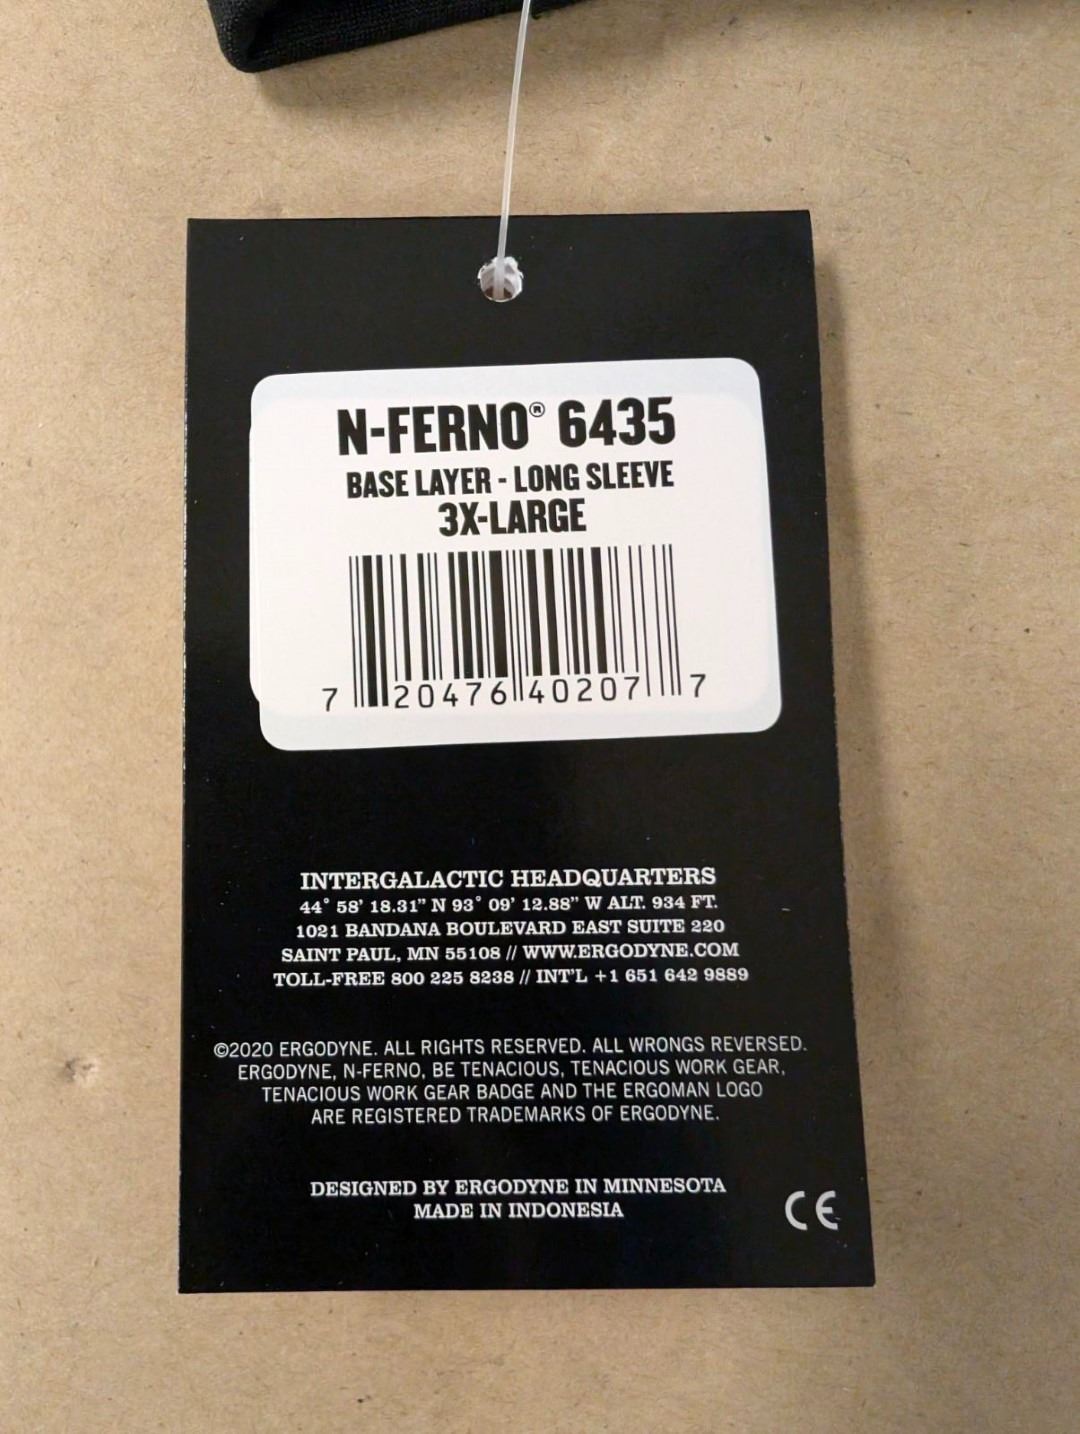 N-FERNO® 6435
BASE LAYER - LONG SLEEVE
3X-LARGE
7 20476 40207 7
INTERGALACTIC HEADQUARTERS
44° 58' 18.31" N 93° 09' 12.88" W ALT. 934 FT.
1021 BANDANA BOULEVARD EAST SUITE 220
SAINT PAUL, MN 55108 // WWW.ERGODYNE.COM
TOLL-FREE 800 225 8238 // INT'L +1 651 642 9889
©2020 ERGODYNE. ALL RIGHTS RESERVED. ALL WRONGS REVERSED.
ERGODYNE, N-FERNO, BE TENACIOUS, TENACIOUS WORK GEAR,
TENACIOUS WORK GEAR BADGE AND THE ERGOMAN LOGO
ARE REGISTERED TRADEMARKS OF ERGODYNE.
DESIGNED BY ERGODYNE IN MINNESOTA
MADE IN INDONESIA
CE